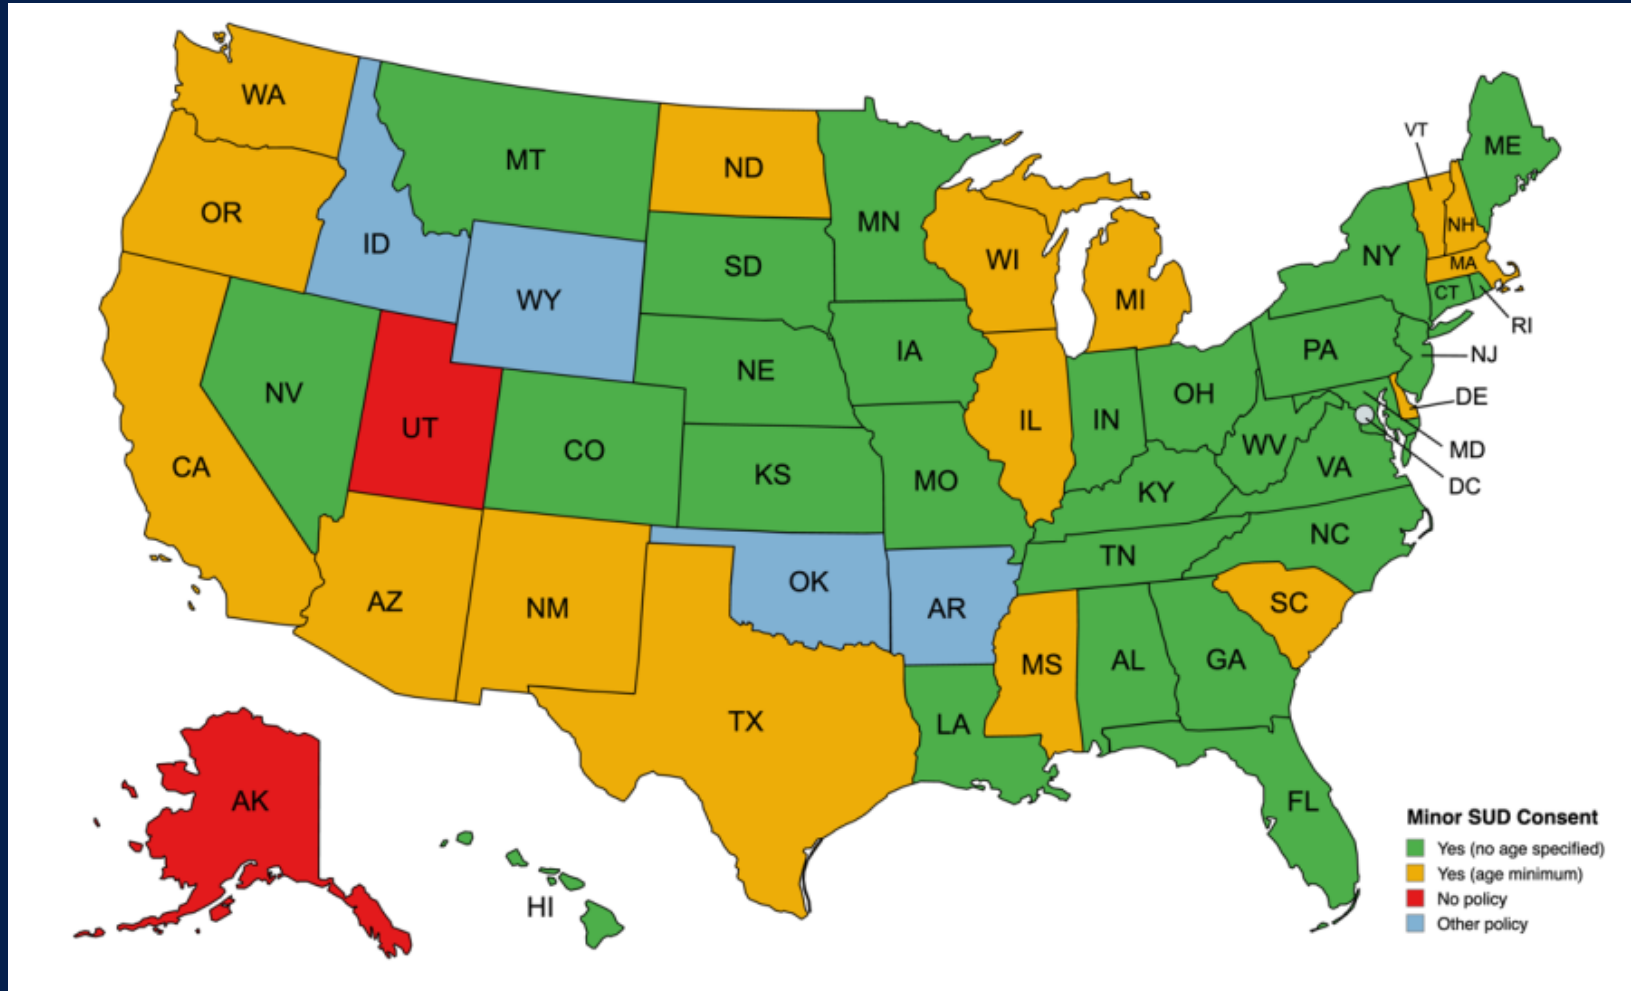 WA
OR
CA
NV
ID
MT
WY
UT
CO
AZ
NM
ND
SD
NE
KS
OK
TX
MN
IA
MO
AR
LA
WI
IL
MI
IN
OH
KY
TN
MS
AL
GA
FL
SC
NC
VA
WV
PA
NY
VT
NH
ME
MA
CT
RI
NJ
DE
MD
DC
AK
HI
Minor SUD Consent
Yes (no age specified)
Yes (age minimum)
No policy
Other policy